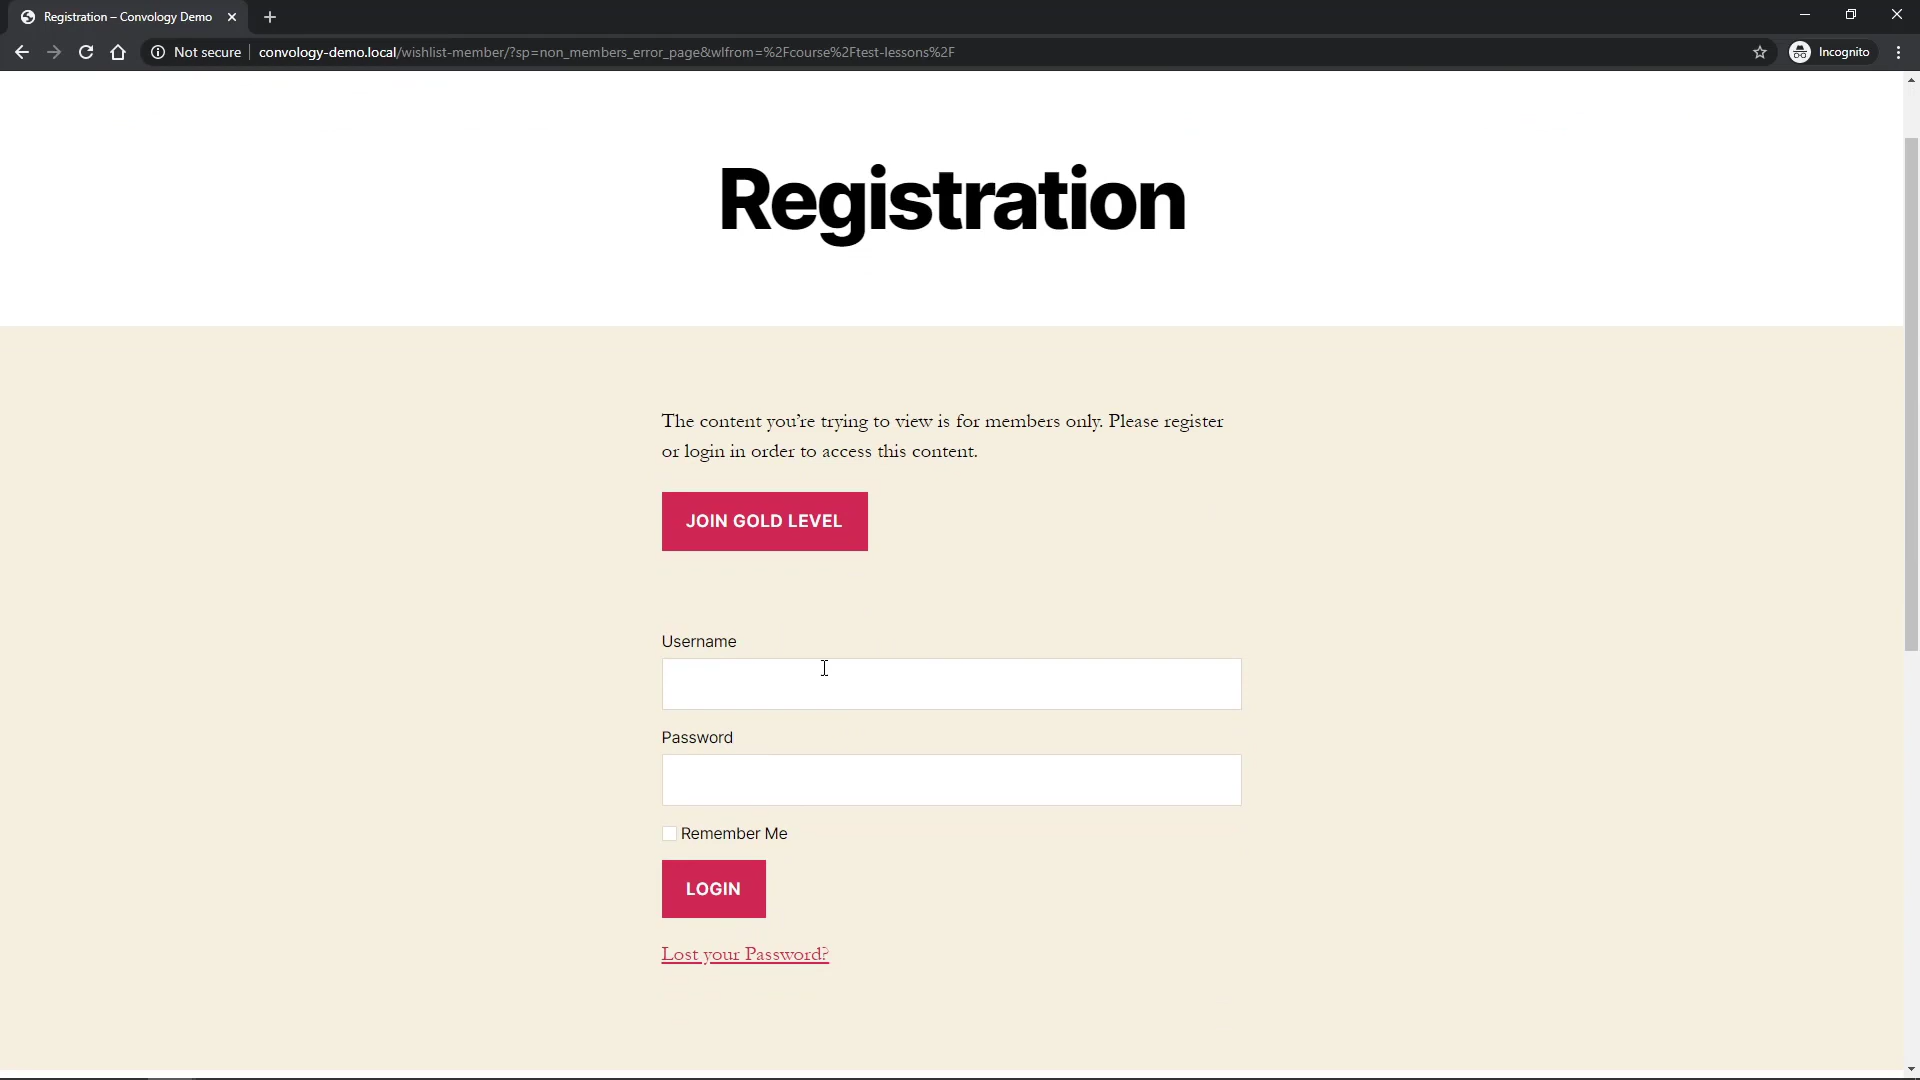 Registration – Convology Demo
Not secure
convology-demo.local/wishlist-member/?sp=non_members_error_page&wlfrom=%2Fcourse%2Ftest-lessons%2F
Incognito
Registration
The content you’re trying to view is for members only. Please register
or login in order to access this content.
JOIN GOLD LEVEL
Username
Password
Remember Me
LOGIN
Lost your Password?